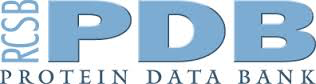 RCSB PDB
PROTEIN DATA BANK